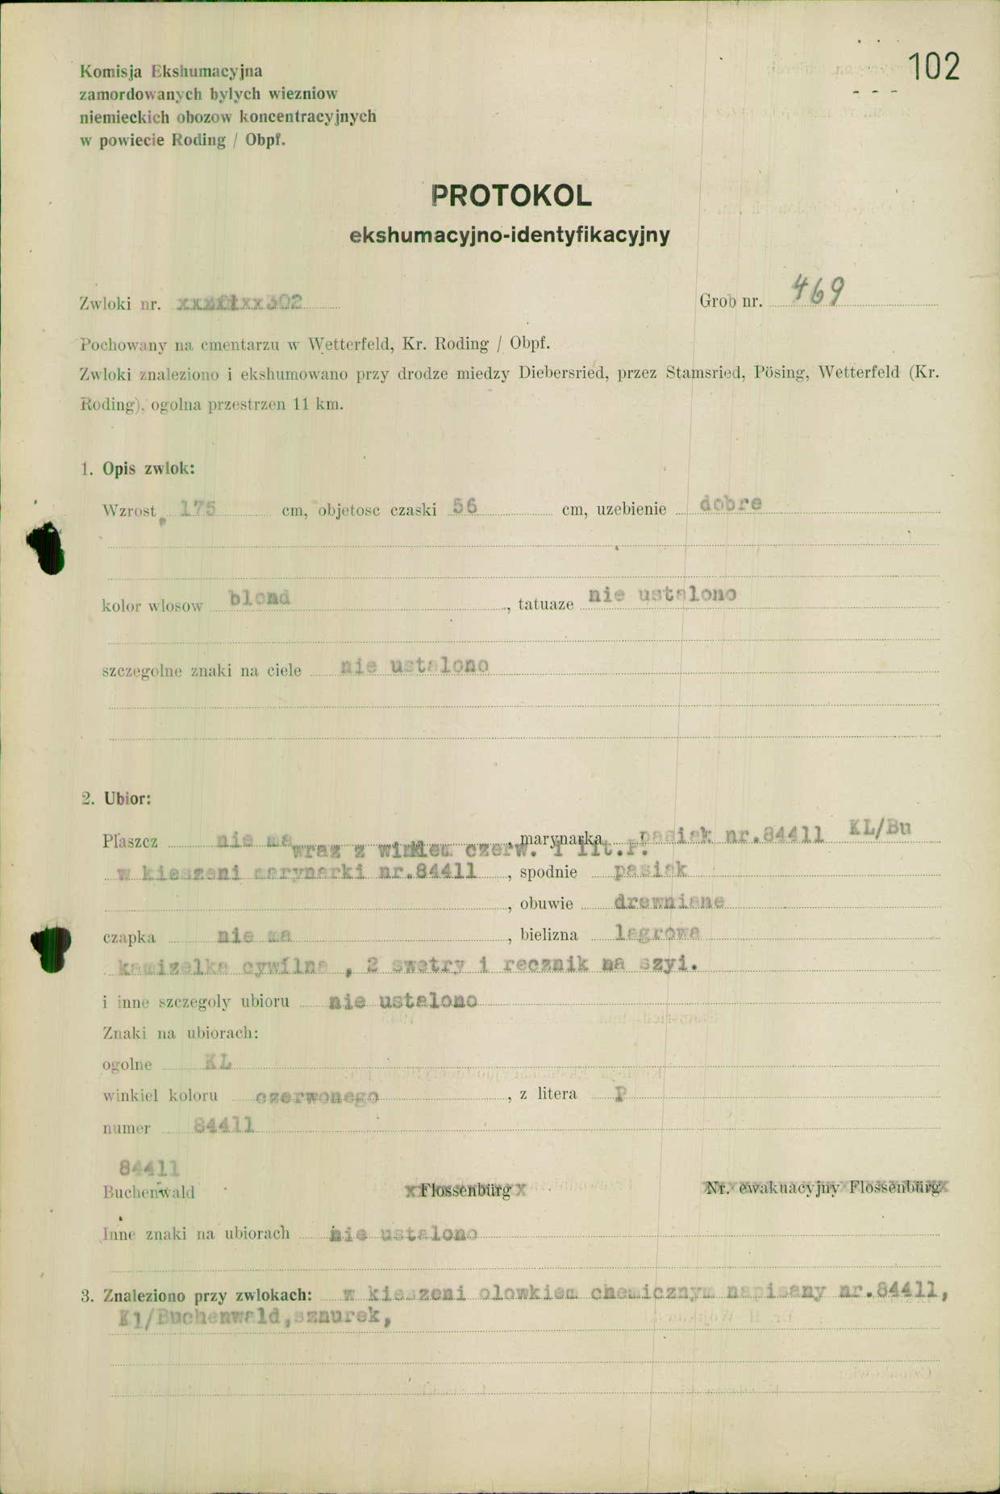 102
Komisja Ekshumacyjna
zamordowanych bylych wiezniow
niemieckich obozow koncentracyjnych
w powiecie Roding / Obpf.
PROTOKOL
ekshumacyjno-identyfikacyjny
Zwloki nr. 302 Grob nr. 469
Pochowany na cmentarzu w Wetterfeld, Kr. Roding / Obpf.
Zwloki znaleziono i ekshumowano przy drodze miedzy Diebersried, przez Stamsried, Pösing, Wetterfeld (Kr.
Roding), ogolna przestrzen 11 km.
1. Opis zwlok:
Wzrost 175 cm, objetosc czaski 56 cm, uzebienie dobre
kolor wlosow blond , tatuaze nie ustalono
szczegolne znaki na ciele nie ustalono
2. Ubior:
Plaszcz nie ma , marynarka pasiak nr.84411 KL/Bu
wraz z winkiem czerw. i lit.P.
w kieszeni marynarki nr.84411 , spodnie pasiak
, obuwie drewniane
czapka nie ma , bielizna lagrowa
kamizelka cywilna , 2 swetry i recznik na szyi.
i inne szczegoly ubioru nie ustalono
Znaki na ubiorach:
ogolne KL
winkiel koloru czerwonego , z litera P
numer 84411
84411
Buchenwald Flossenbürg Nr. ewakuacyjny Flossenbürg
Inne znaki na ubiorach nie ustalono
3. Znaleziono przy zwlokach: w kieszeni olowkiem chemicznym napisany nr.84411,
Kl/Buchenwald, sznurek,